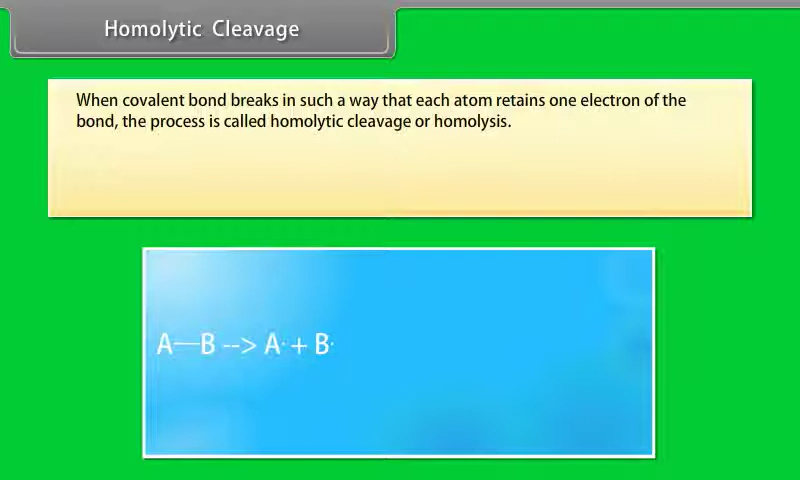 Homolytic Cleavage
When covalent bond breaks in such a way that each atom retains one electron of the
bond, the process is called homolytic cleavage or homolysis.
A—B --> A· + B·